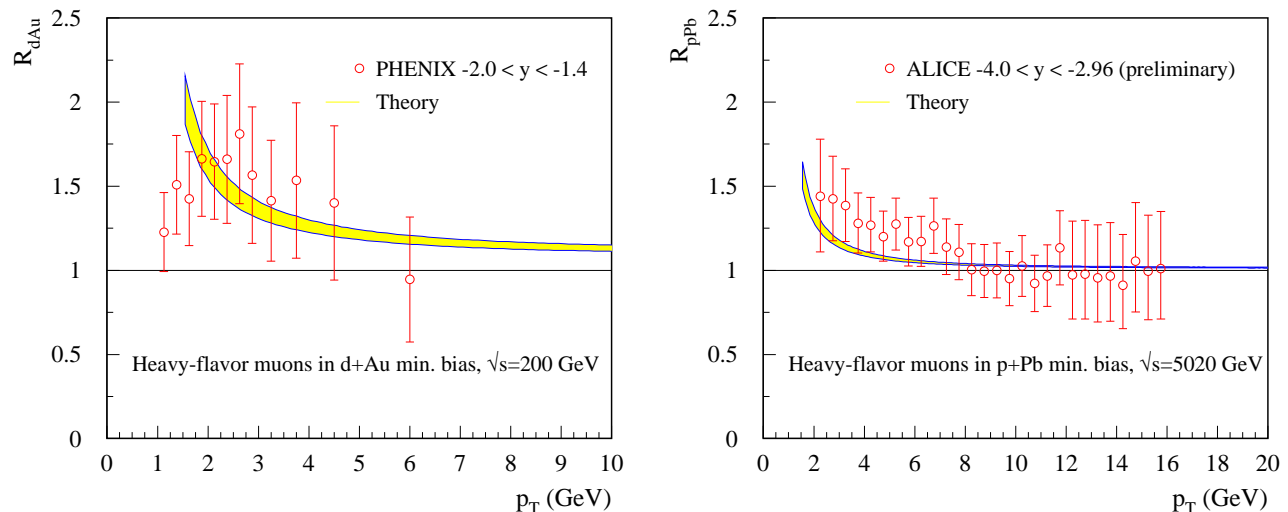 R_dAu
2.5
2
1.5
1
0.5
0
PHENIX -2.0 < y < -1.4
Theory
Heavy-flavor muons in d+Au min. bias, √s=200 GeV
0 1 2 3 4 5 6 7 8 9 10
p_T (GeV)
R_pPb
2.5
2
1.5
1
0.5
0
ALICE -4.0 < y < -2.96 (preliminary)
Theory
Heavy-flavor muons in p+Pb min. bias, √s=5020 GeV
0 2 4 6 8 10 12 14 16 18 20
p_T (GeV)